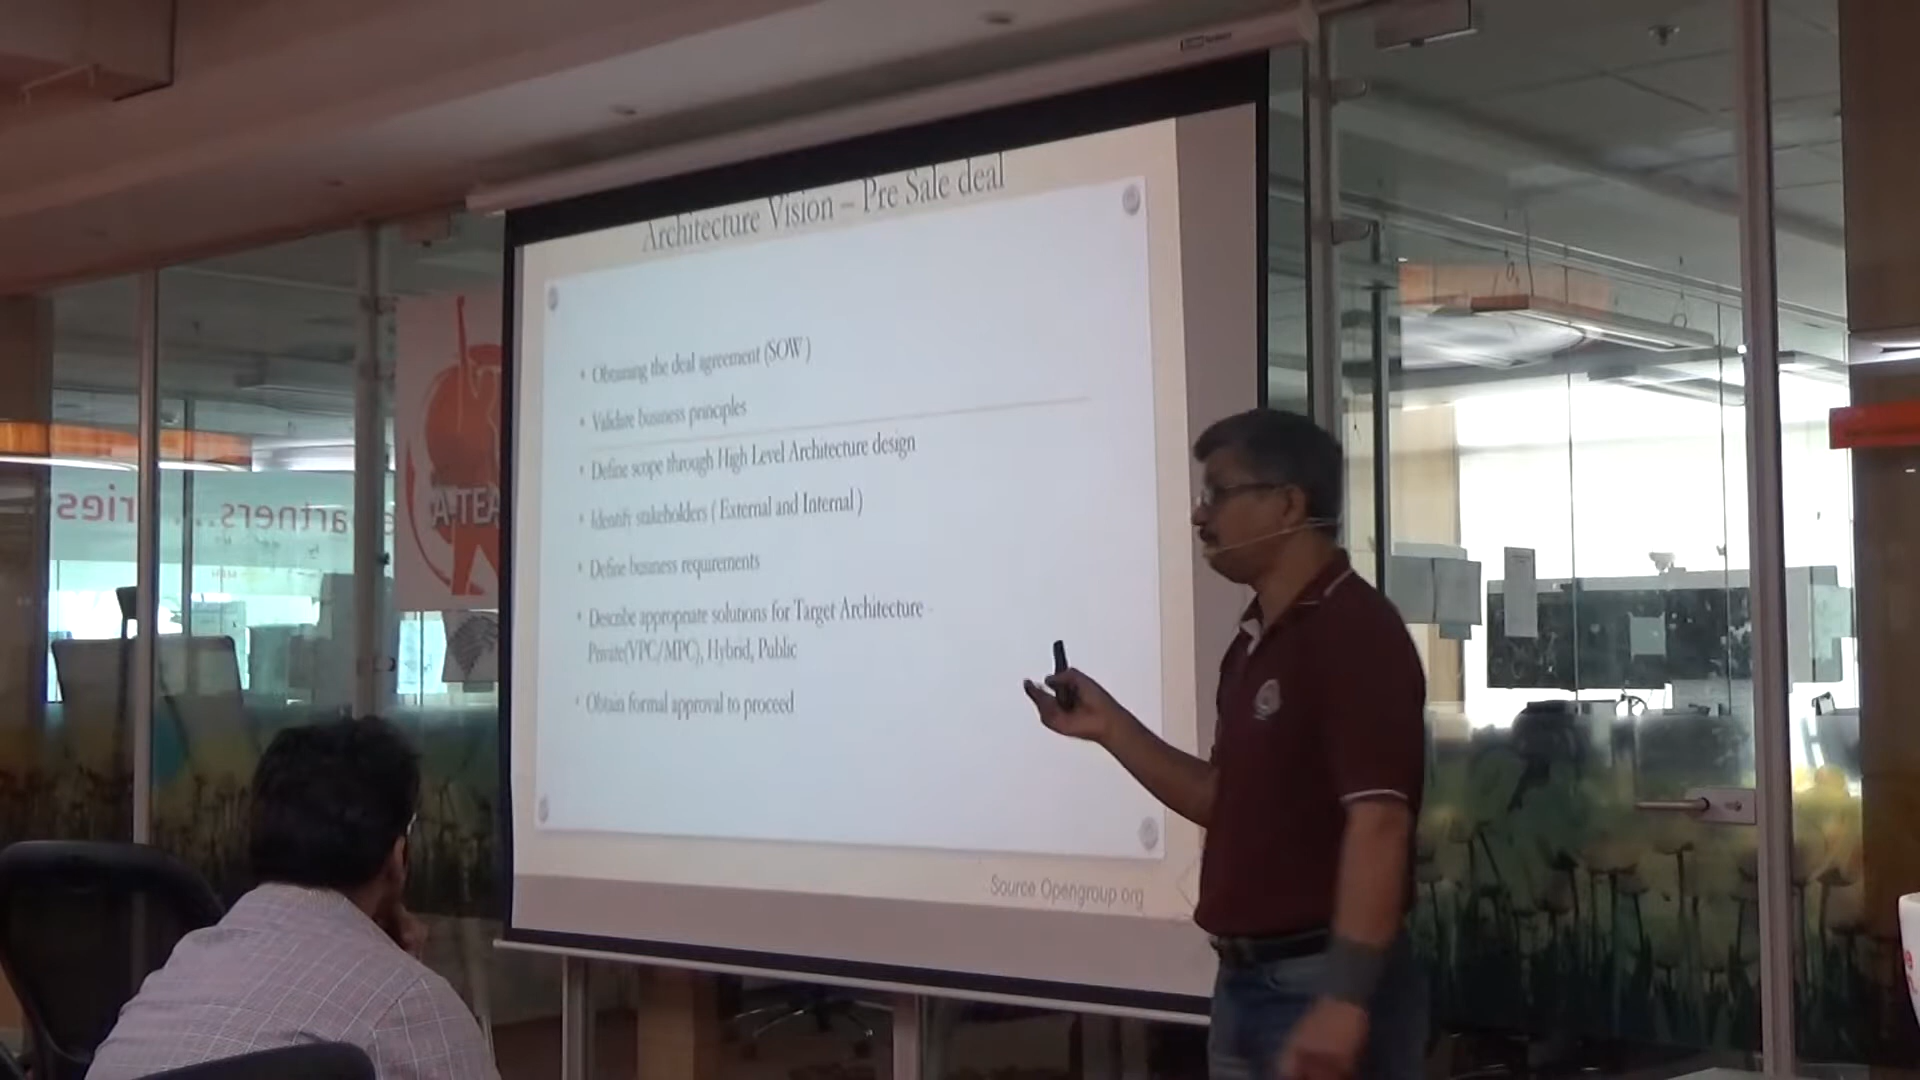 Architecture Vision – Pre Sale deal
• Obtaining the deal agreement (SOW )
• Validate business principles
• Define scope through High Level Architecture design
• Identify stakeholders ( External and Internal )
• Define business requirements
• Describe appropriate solutions for Target Architecture -
Private(VPC/MPC), Hybrid, Public
• Obtain formal approval to proceed
Source Opengroup.org
A-TEA
artners...
ries